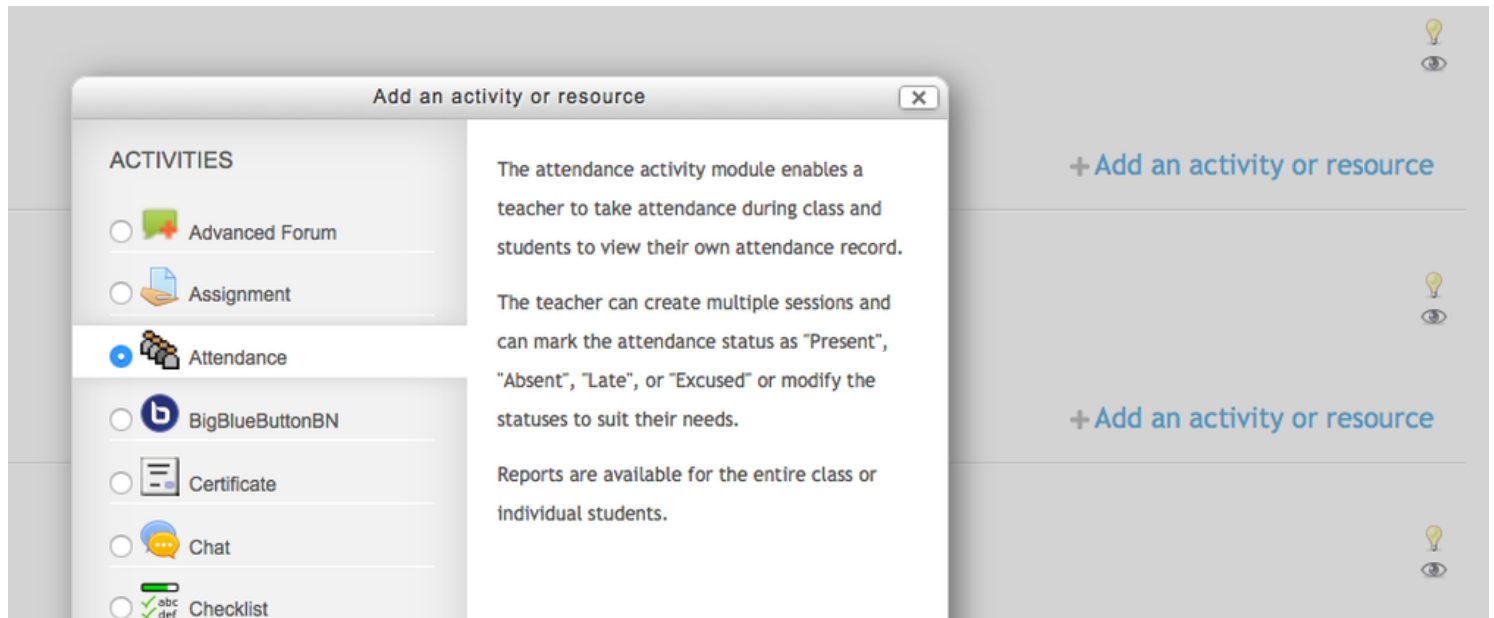 Add an activity or resource
ACTIVITIES
Advanced Forum
Assignment
Attendance
BigBlueButtonBN
Certificate
Chat
abc
def
Checklist
The attendance activity module enables a
teacher to take attendance during class and
students to view their own attendance record.
The teacher can create multiple sessions and
can mark the attendance status as "Present",
"Absent", "Late", or "Excused" or modify the
statuses to suit their needs.
Reports are available for the entire class or
individual students.
Add an activity or resource
Add an activity or resource